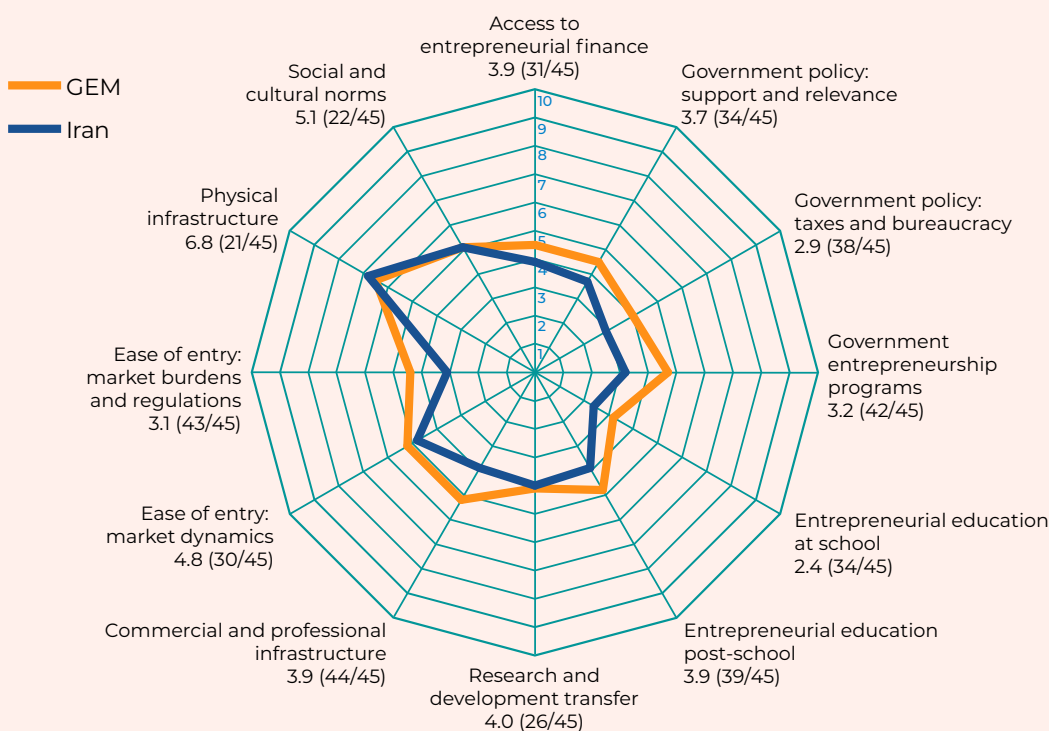 GEM
Iran
Access to
entrepreneurial finance
3.9 (31/45)
Government policy:
support and relevance
3.7 (34/45)
Government policy:
taxes and bureaucracy
2.9 (38/45)
Government
entrepreneurship
programs
3.2 (42/45)
Entrepreneurial education
at school
2.4 (34/45)
Entrepreneurial education
post-school
3.9 (39/45)
Research and
development transfer
4.0 (26/45)
Commercial and professional
infrastructure
3.9 (44/45)
Ease of entry:
market dynamics
4.8 (30/45)
Ease of entry:
market burdens
and regulations
3.1 (43/45)
Physical
infrastructure
6.8 (21/45)
Social and
cultural norms
5.1 (22/45)
10
9
8
7
6
5
4
3
2
1